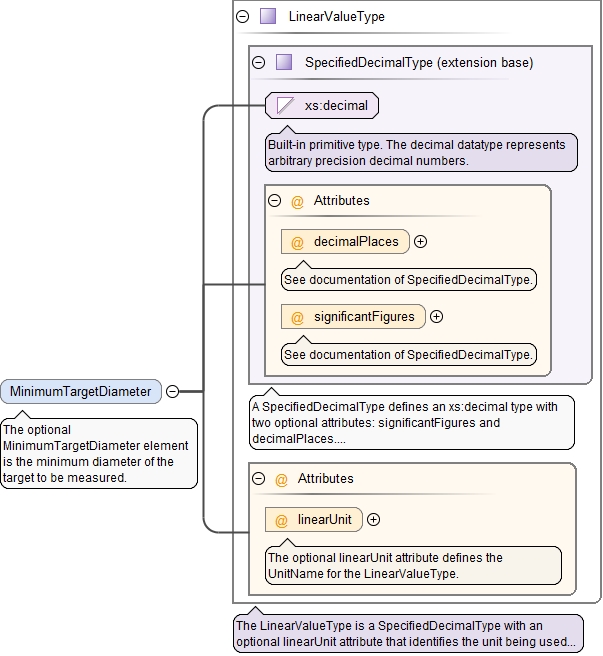 LinearValueType
SpecifiedDecimalType (extension base)
xs:decimal
Built-in primitive type. The decimal datatype represents
arbitrary precision decimal numbers.
@ Attributes
@ decimalPlaces
See documentation of SpecifiedDecimalType.
@ significantFigures
See documentation of SpecifiedDecimalType.
MinimumTargetDiameter
The optional
MinimumTargetDiameter element
is the minimum diameter of the
target to be measured.
A SpecifiedDecimalType defines an xs:decimal type with
two optional attributes: significantFigures and
decimalPlaces....
@ Attributes
@ linearUnit
The optional linearUnit attribute defines the
UnitName for the LinearValueType.
The LinearValueType is a SpecifiedDecimalType with an
optional linearUnit attribute that identifies the unit being used...